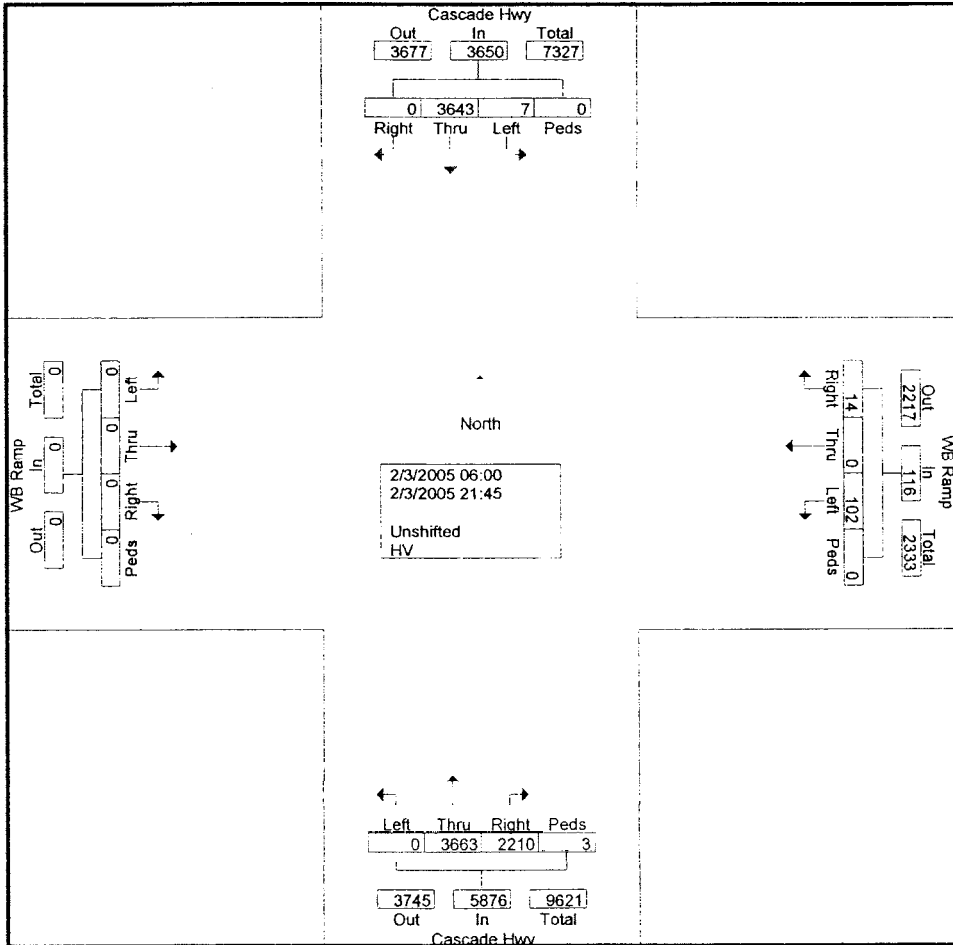 Cascade Hwy
Out In Total
3677 3650 7327
0 3643 7 0
Right Thru Left Peds
WB Ramp
Total In Out
0 0 0
0 0 0 0
Left Thru Right Peds
North
2/3/2005 06:00
2/3/2005 21:45
Unshifted
HV
Right Thru Left Peds
14 0 102 0
Out In Total
2217 116 2333
WB Ramp
Left Thru Right Peds
0 3663 2210 3
3745 5876 9621
Out In Total
Cascade Hwy